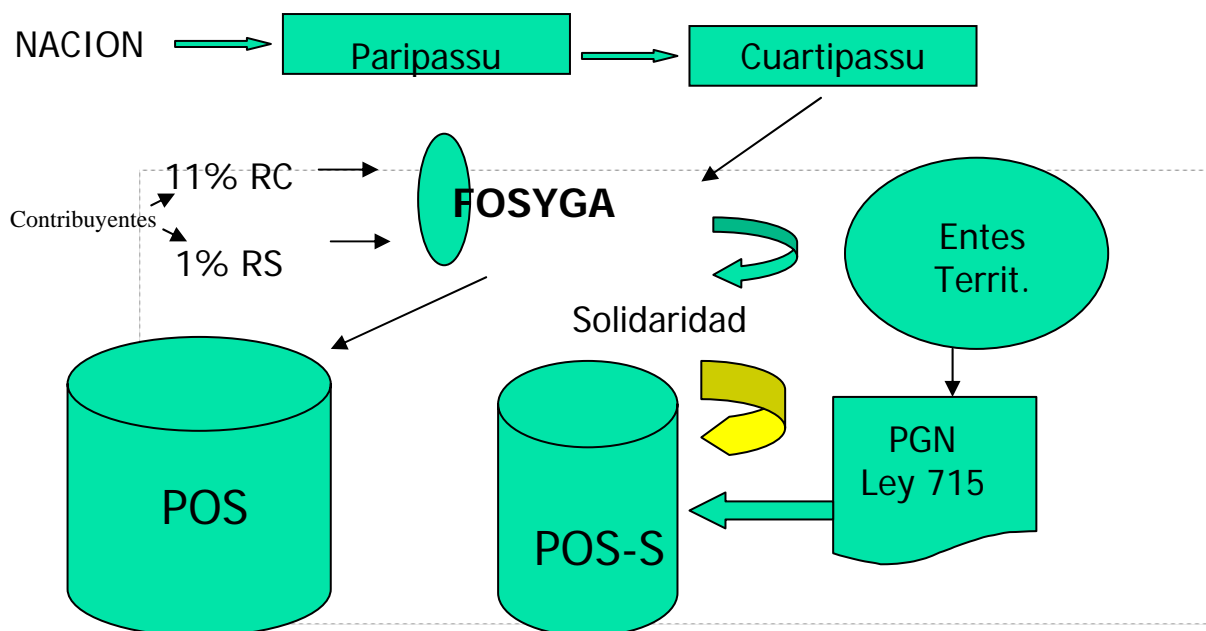 NACION
Paripassu
Cuartipassu
11% RC
FOSYGA
Contribuyentes
1% RS
Entes
Territ.
Solidaridad
PGN
Ley 715
POS
POS-S